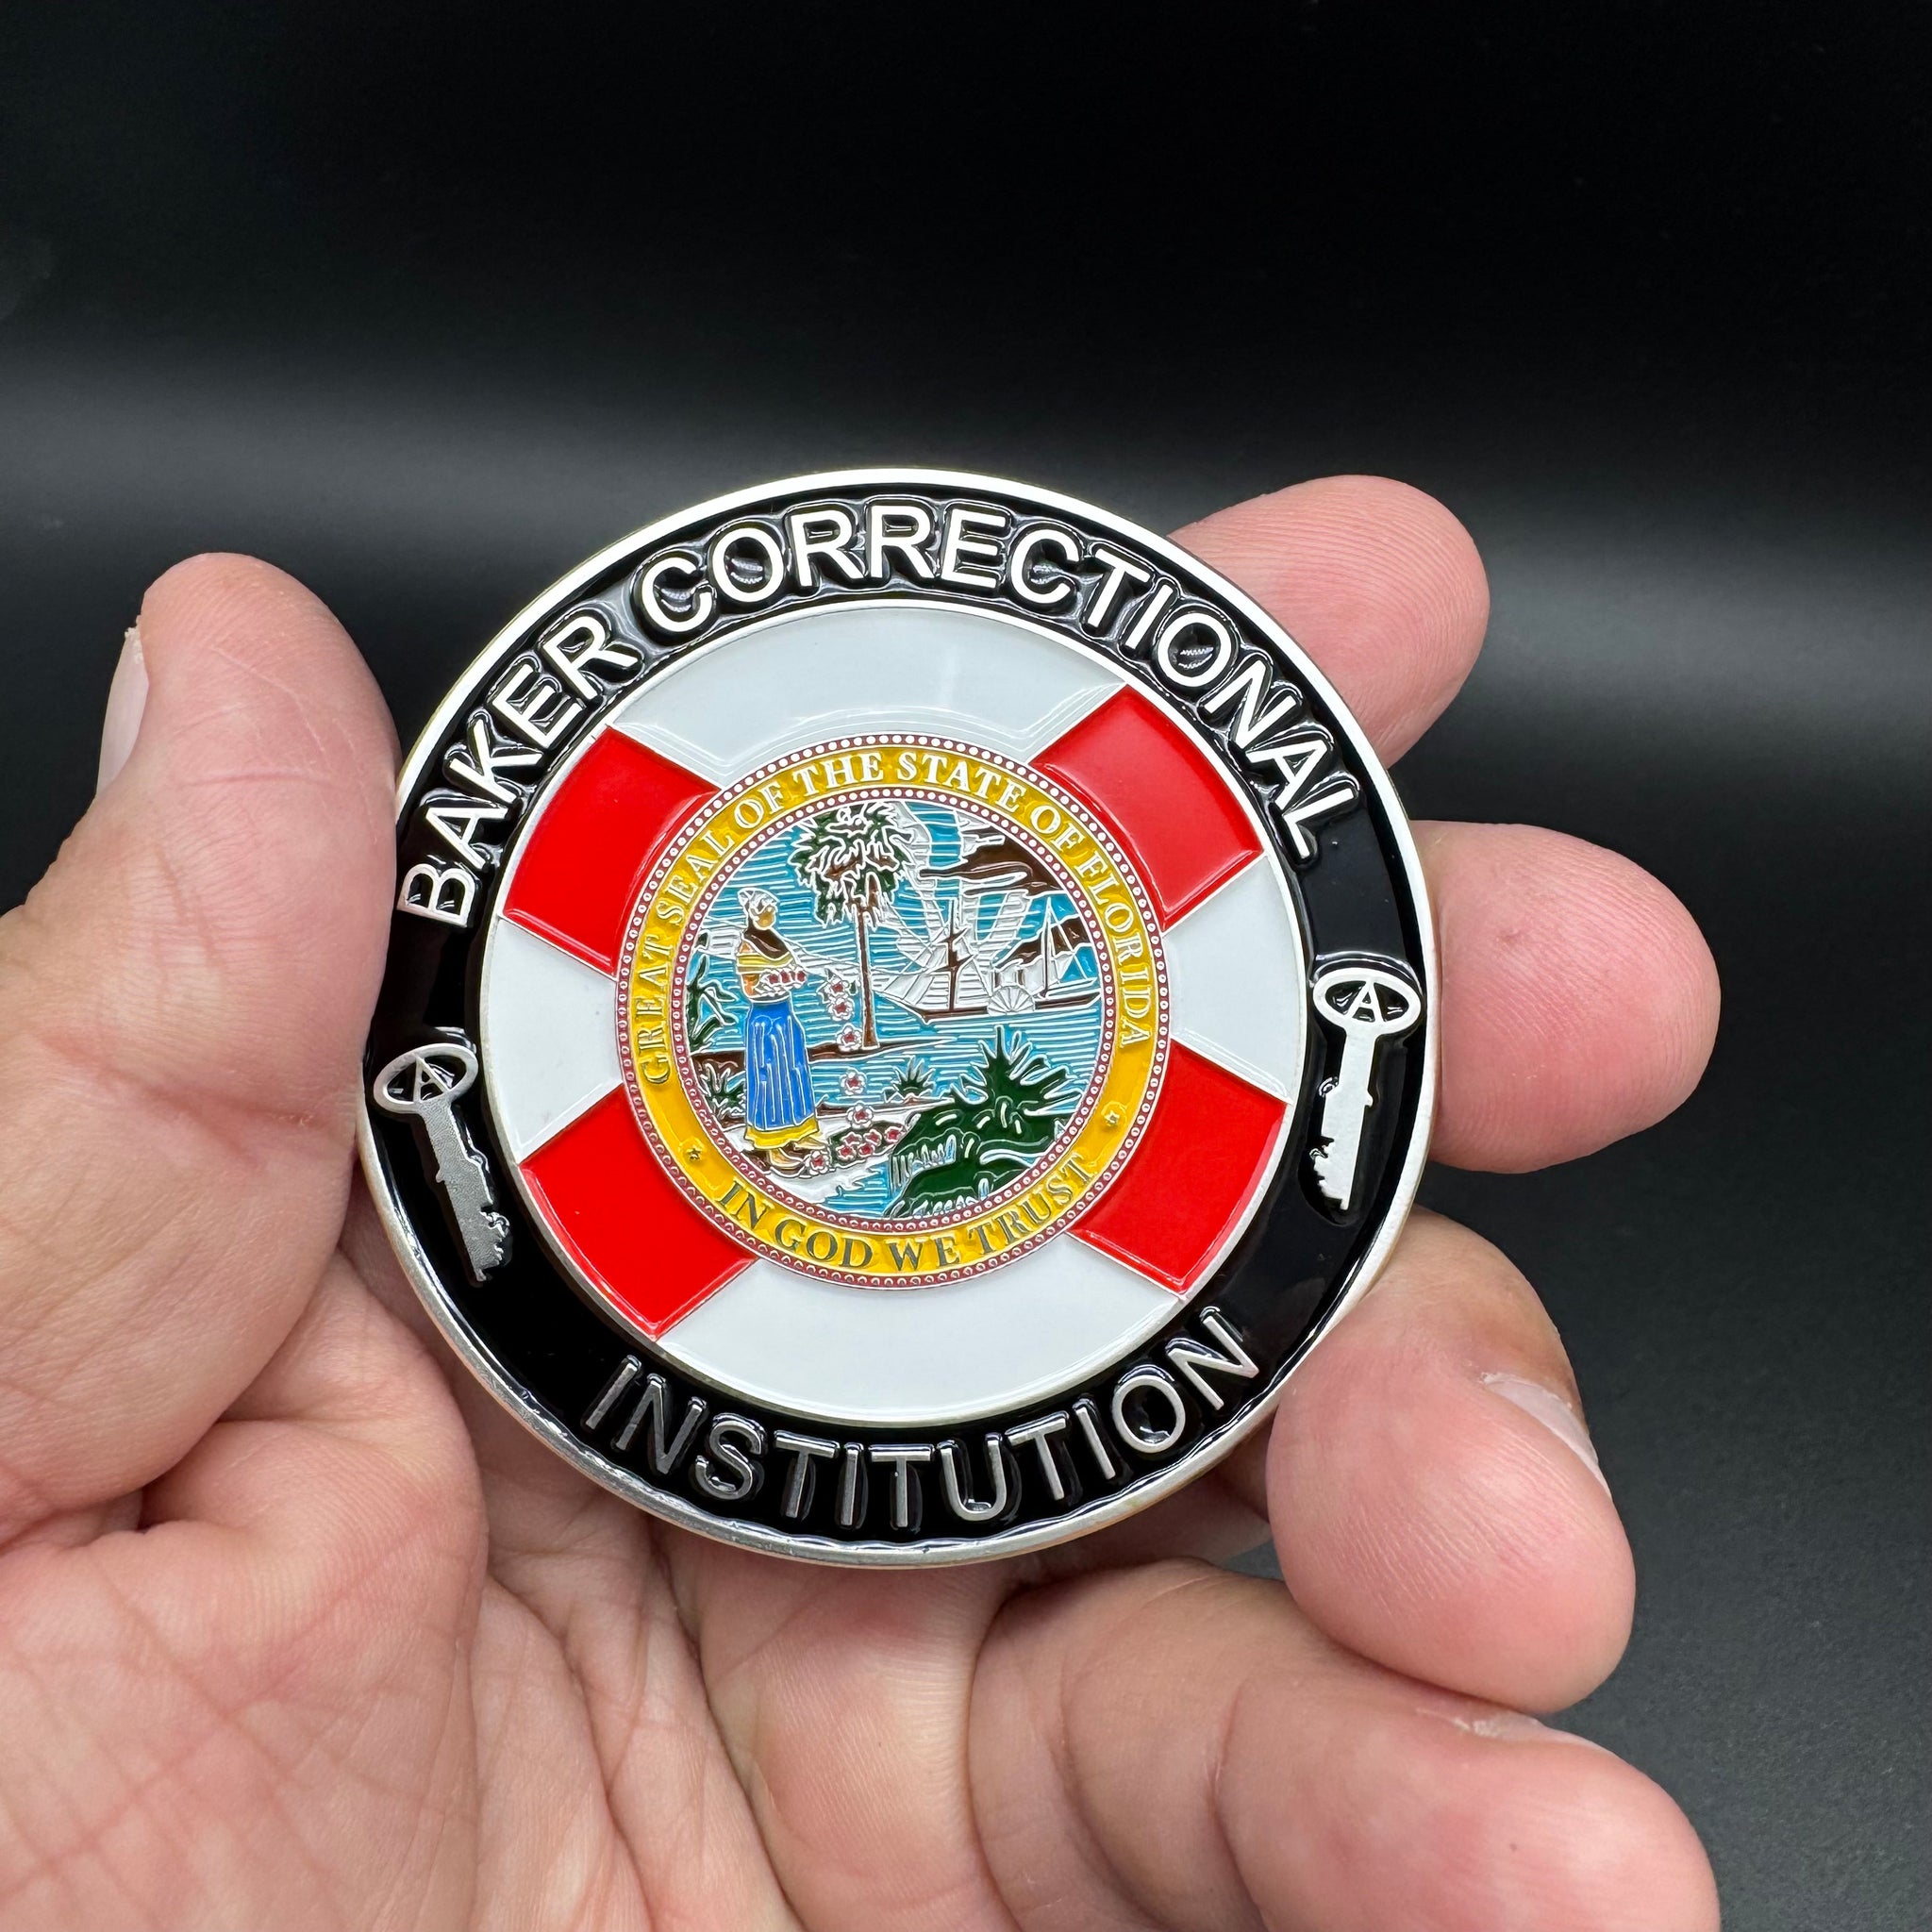 BAKER CORRECTIONAL
GREAT SEAL OF THE STATE OF FLORIDA
A
A
IN GOD WE TRUST
INSTITUTION